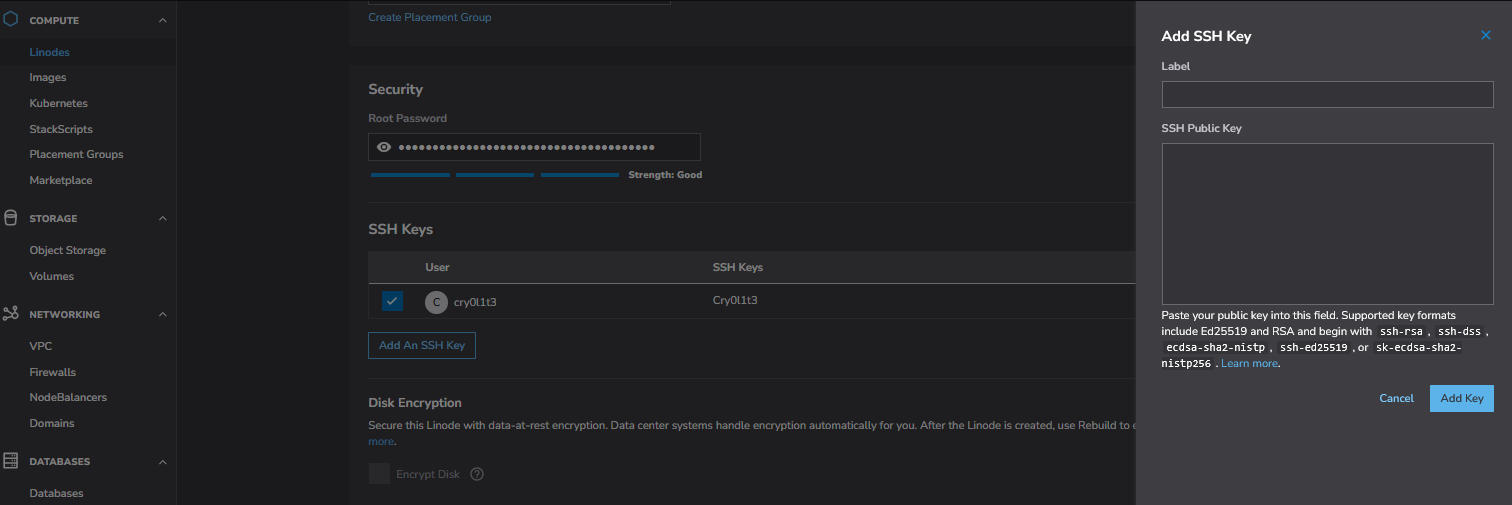 COMPUTE
Linodes
Images
Kubernetes
StackScripts
Placement Groups
Marketplace
STORAGE
Object Storage
Volumes
NETWORKING
VPC
Firewalls
NodeBalancers
Domains
DATABASES
Databases
Create Placement Group
Security
Root Password
••••••••••••••••••••••••••••••••••••••
Strength: Good
SSH Keys
User SSH Keys
C cry0l1t3 Cry0l1t3
Add An SSH Key
Disk Encryption
Secure this Linode with data-at-rest encryption. Data center systems handle encryption automatically for you. After the Linode is created, use Rebuild to e
more.
Encrypt Disk
Add SSH Key
Label
SSH Public Key
Paste your public key into this field. Supported key formats
include Ed25519 and RSA and begin with ssh-rsa , ssh-dss ,
ecdsa-sha2-nistp , ssh-ed25519 , or sk-ecdsa-sha2-
nistp256 . Learn more.
Cancel Add Key